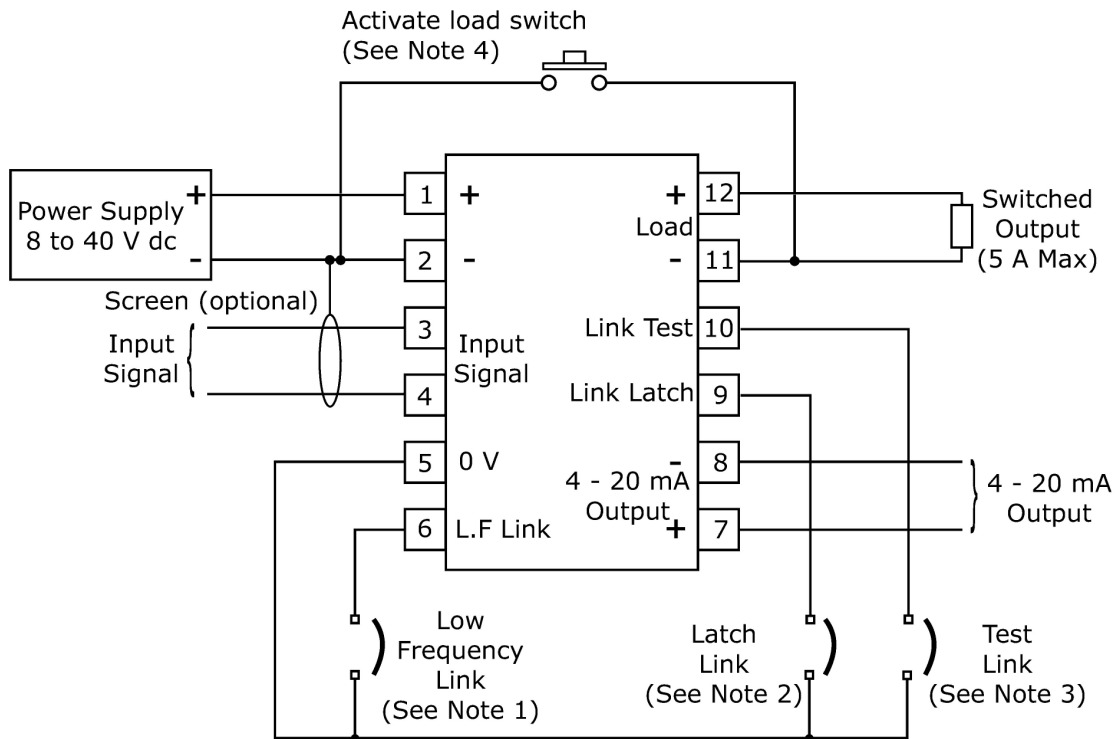 Activate load switch
(See Note 4)
Power Supply
8 to 40 V dc
+
-
Screen (optional)
Input
Signal
1
+
2
-
3
Input
Signal
4
5
0 V
6
L.F Link
+
12
Load
-
11
Link Test
10
Link Latch
9
-
8
4 - 20 mA
Output
+
7
Switched
Output
(5 A Max)
4 - 20 mA
Output
Low
Frequency
Link
(See Note 1)
Latch
Link
(See Note 2)
Test
Link
(See Note 3)